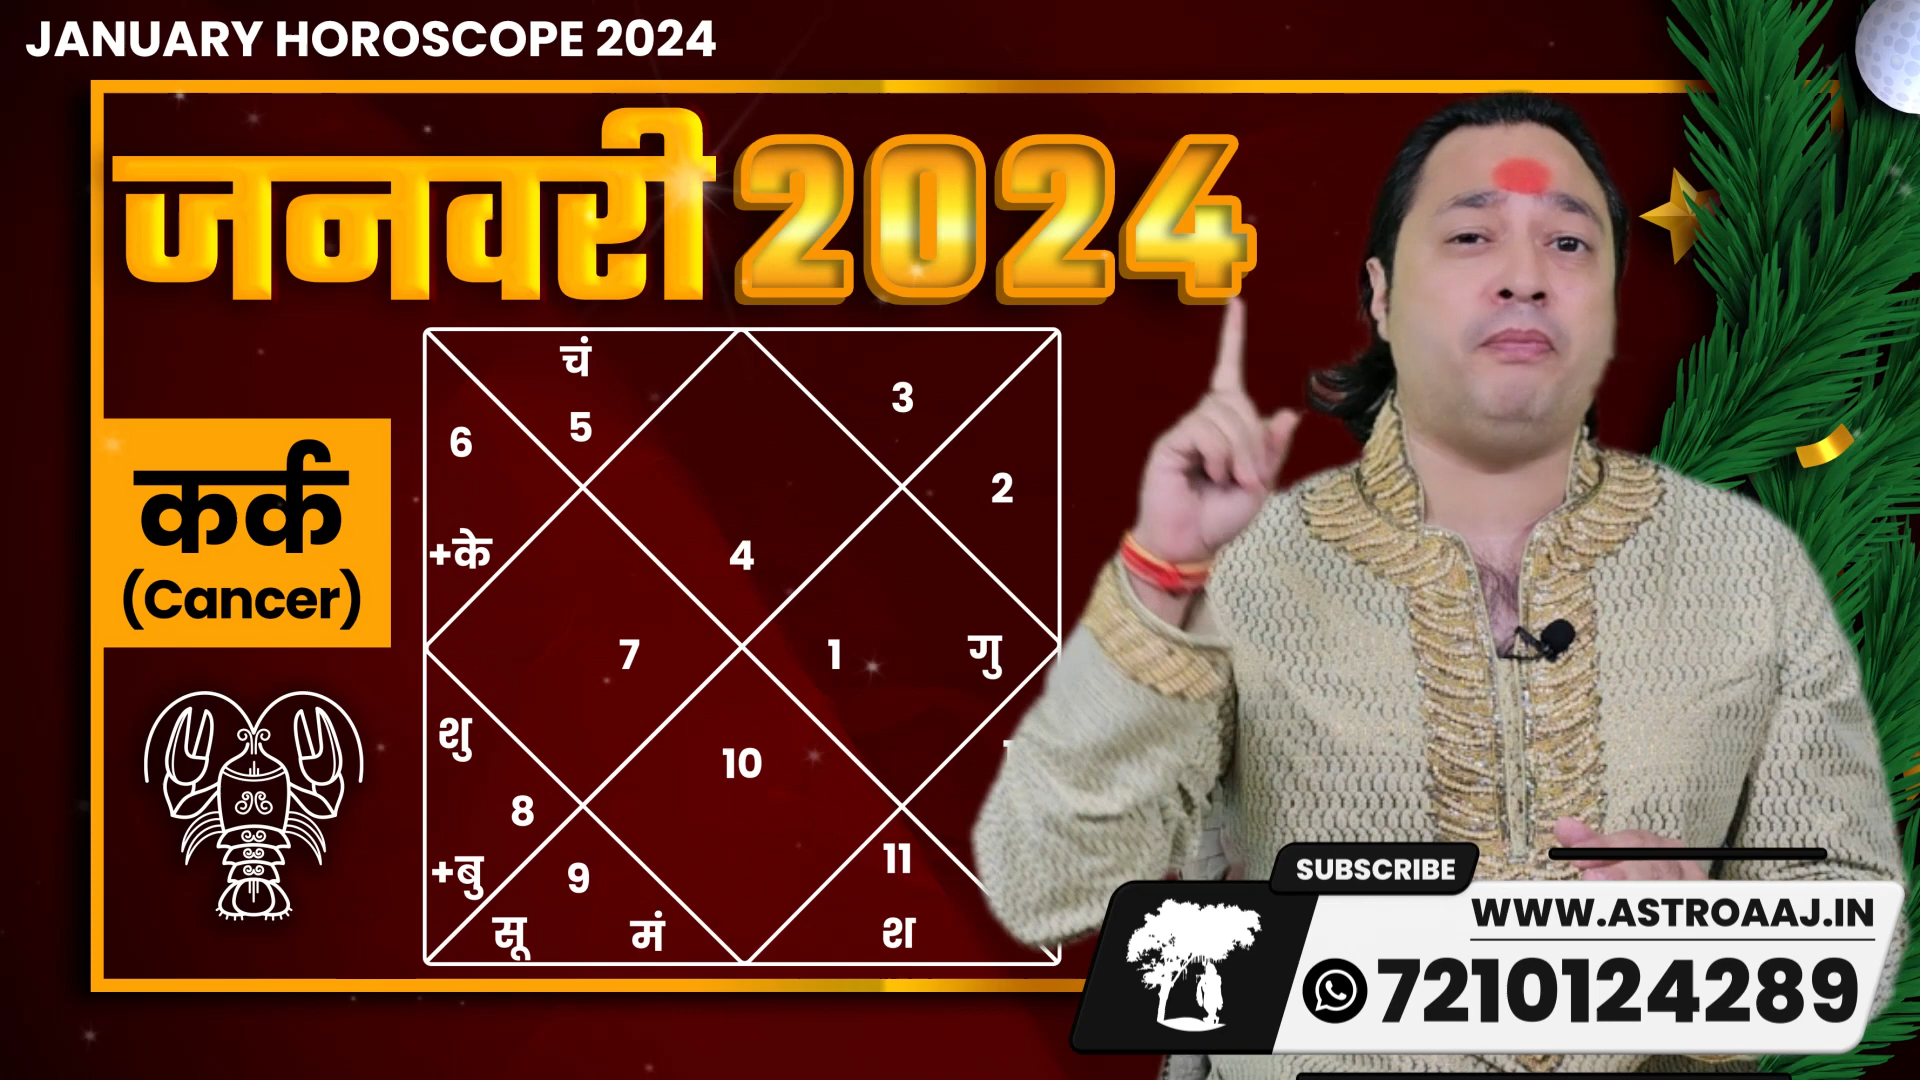 JANUARY HOROSCOPE 2024
जनवरी 2024
कर्क
(Cancer)
चं
5
3
6
2
+के
4
7
1
गु
शु
10
8
11
+बु
9
सू
मं
श
SUBSCRIBE
WWW.ASTROAAJ.IN
7210124289